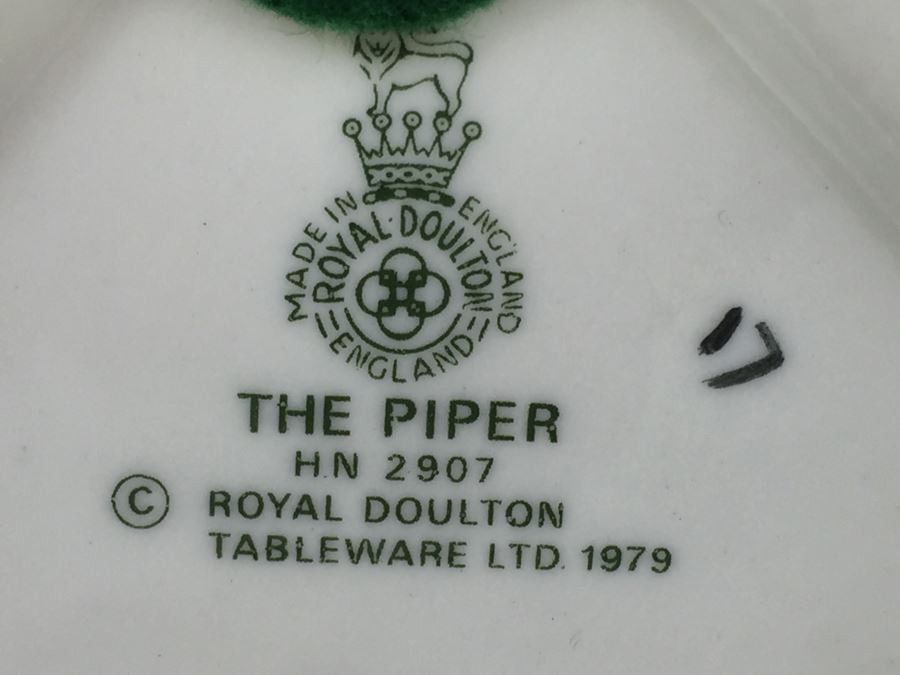 MADE IN ENGLAND
ROYAL·DOULTON
ENGLAND
THE PIPER
H.N 2907
© ROYAL DOULTON
TABLEWARE LTD. 1979